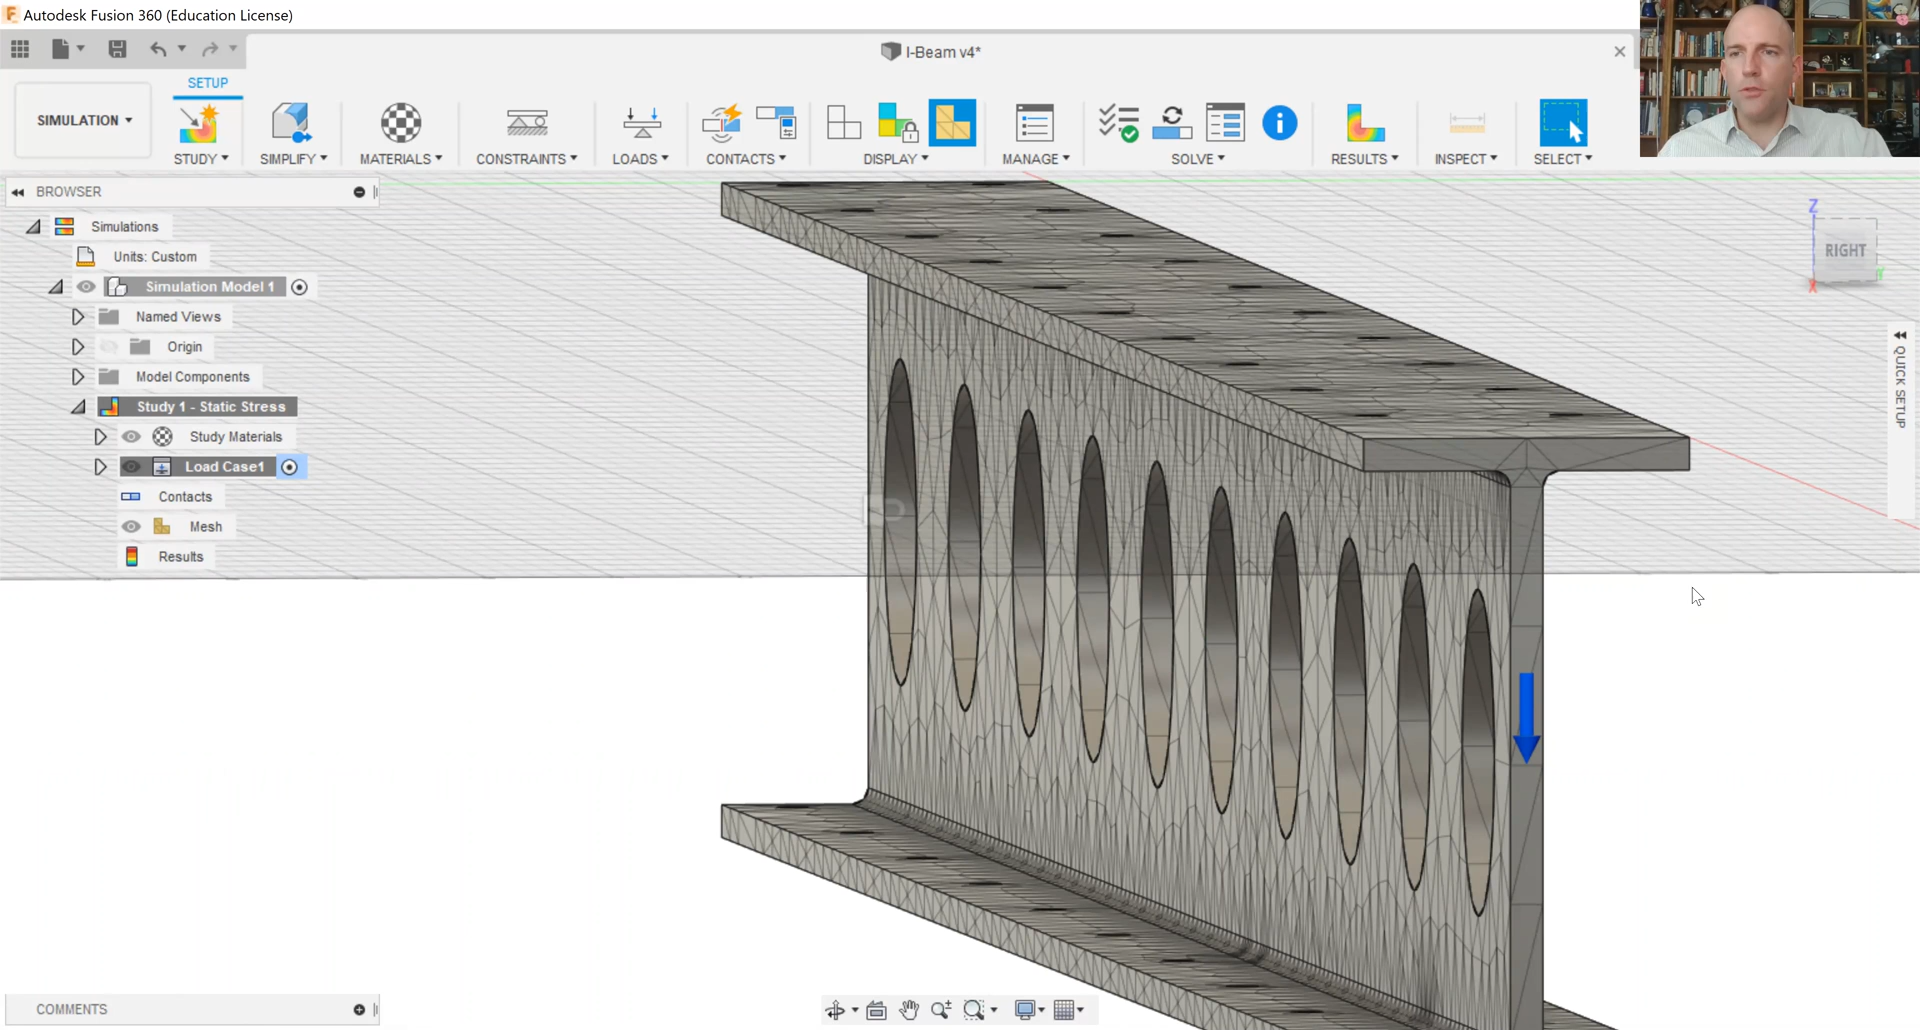 Autodesk Fusion 360 (Education License)
I-Beam v4*
SETUP
SIMULATION
STUDY
SIMPLIFY
MATERIALS
CONSTRAINTS
LOADS
CONTACTS
DISPLAY
MANAGE
SOLVE
RESULTS
INSPECT
SELECT
BROWSER
Simulations
Units: Custom
Simulation Model 1
Named Views
Origin
Model Components
Study 1 - Static Stress
Study Materials
Load Case1
Contacts
Mesh
Results
Z
RIGHT
Y
X
QUICK SETUP
COMMENTS